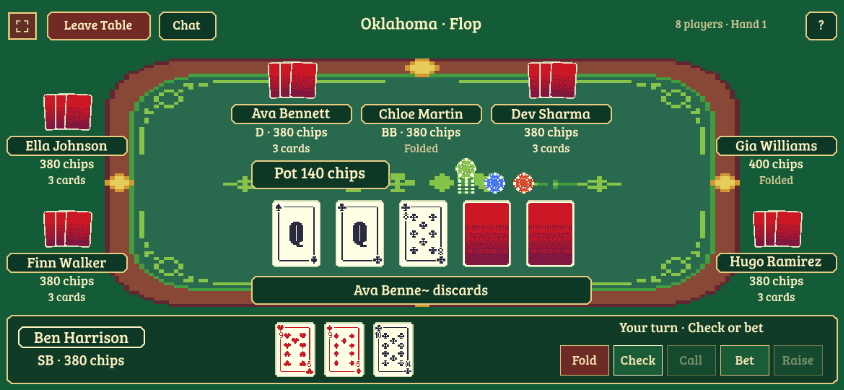 Leave Table
Chat
Oklahoma · Flop
8 players · Hand 1
?
Ava Bennett
D · 380 chips
3 cards
Chloe Martin
BB · 380 chips
Folded
Dev Sharma
380 chips
3 cards
Ella Johnson
380 chips
3 cards
Gia Williams
400 chips
Folded
Pot 140 chips
Q
Q
Finn Walker
380 chips
3 cards
Hugo Ramirez
380 chips
3 cards
Ava Benne~ discards
Ben Harrison
SB · 380 chips
Your turn · Check or bet
Fold
Check
Call
Bet
Raise